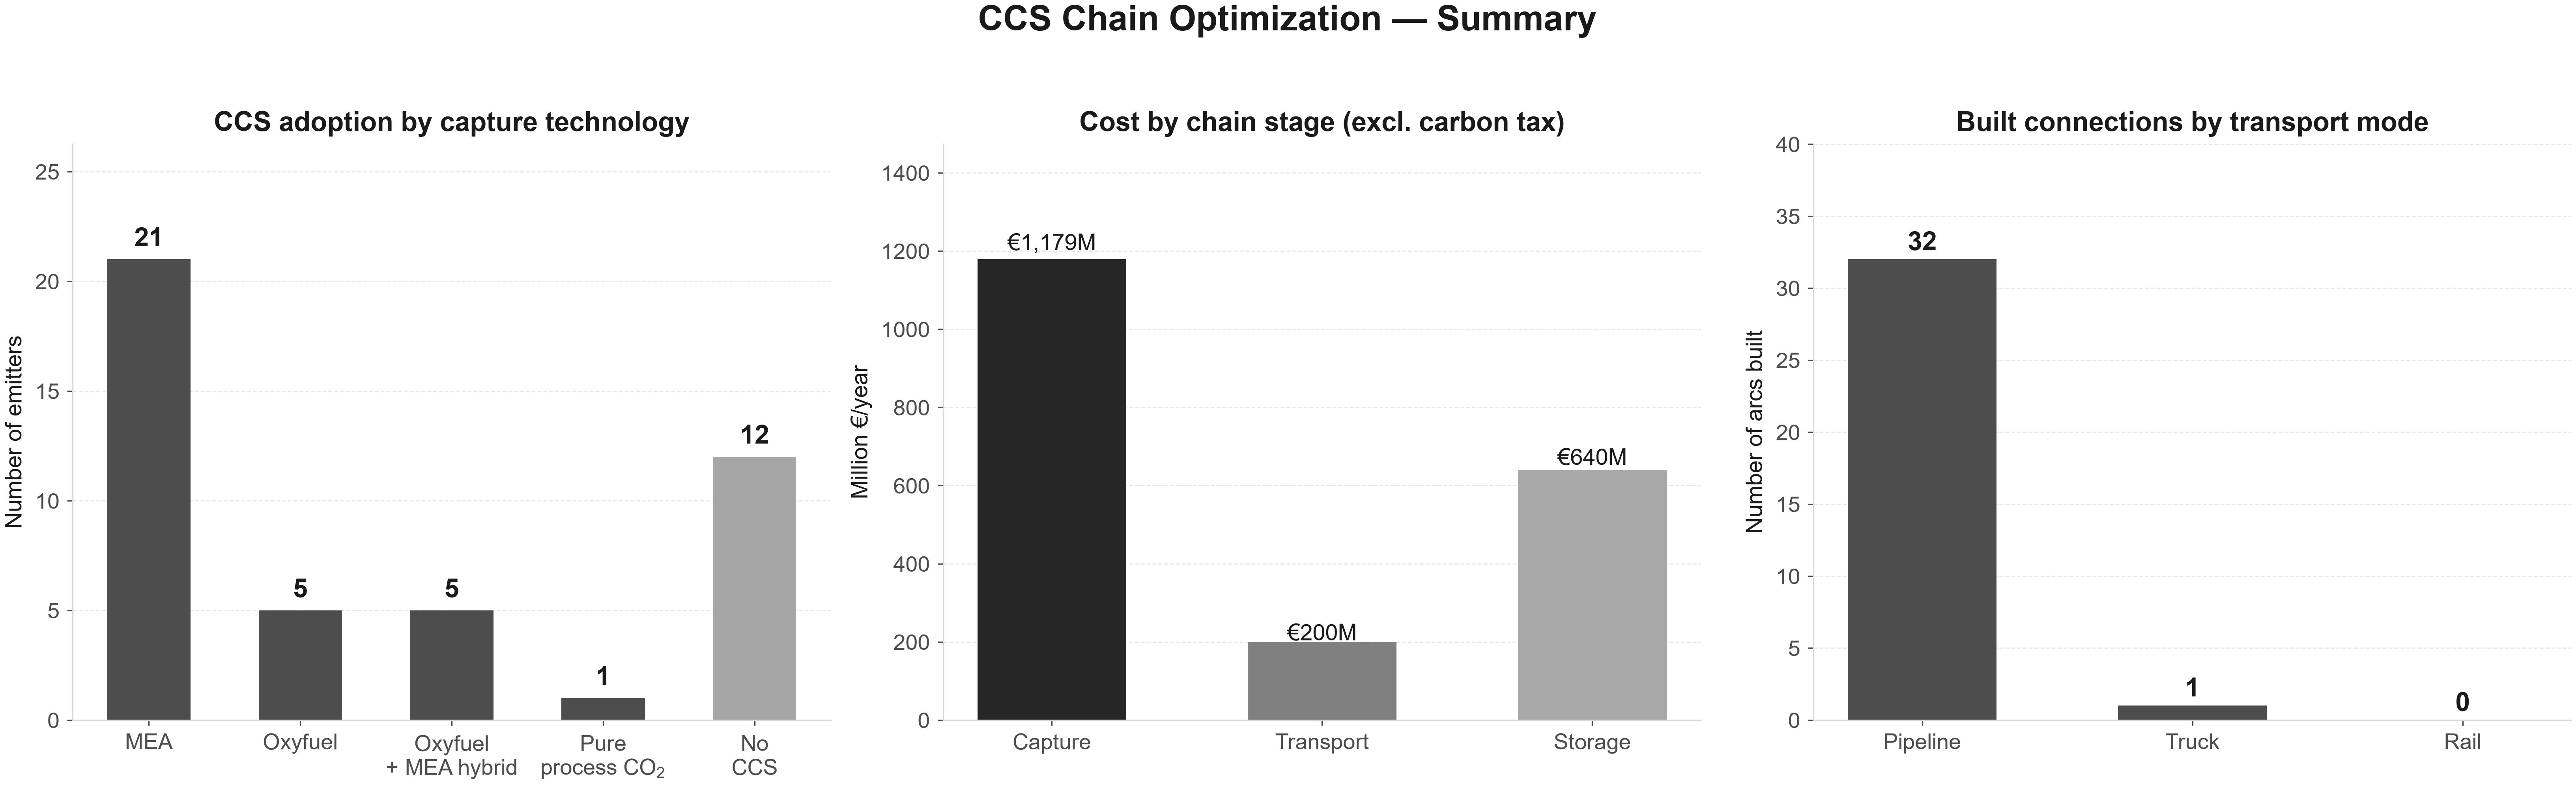 CCS Chain Optimization — Summary
CCS adoption by capture technology
Number of emitters
25
20
15
10
5
0
21
5
5
1
12
MEA
Oxyfuel
Oxyfuel
+ MEA hybrid
Pure
process CO₂
No
CCS
Cost by chain stage (excl. carbon tax)
Million €/year
1400
1200
1000
800
600
400
200
0
€1,179M
€200M
€640M
Capture
Transport
Storage
Built connections by transport mode
Number of arcs built
40
35
30
25
20
15
10
5
0
32
1
0
Pipeline
Truck
Rail